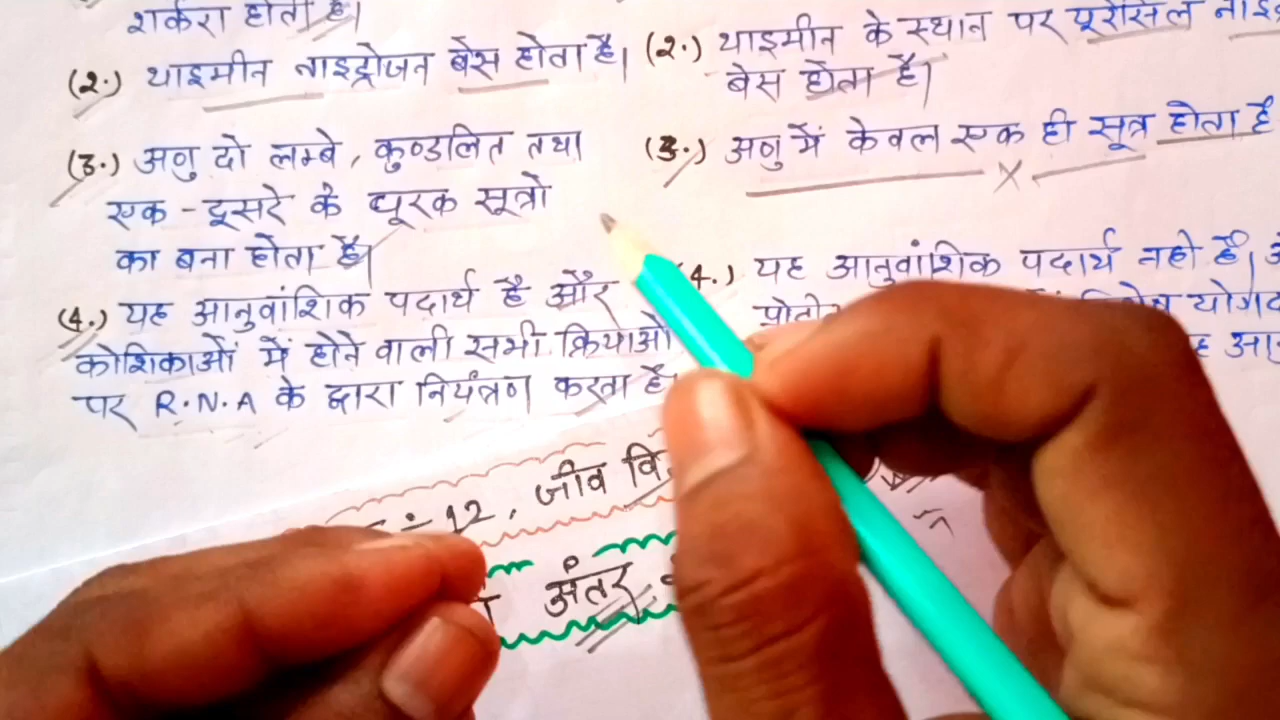 शर्करा होती है।
(2.) थाइमीन नाइट्रोजन बेस होता है।
(3.) अणु दो लम्बे, कुण्डलित तथा
एक - दूसरे के पूरक सूत्रो
का बना होता है।
(4.) यह आनुवांशिक पदार्थ है और
कोशिकाओं में होने वाली सभी क्रियाओ
पर R.N.A के द्वारा नियंत्रण करता है।
(2.) थाइमीन के स्थान पर यूरेसिल
बेस होता है।
(3.) अणु में केवल एक ही सूत्र होता है
(4.) यह आनुवांशिक पदार्थ नही है।
12, जीव
अंतर